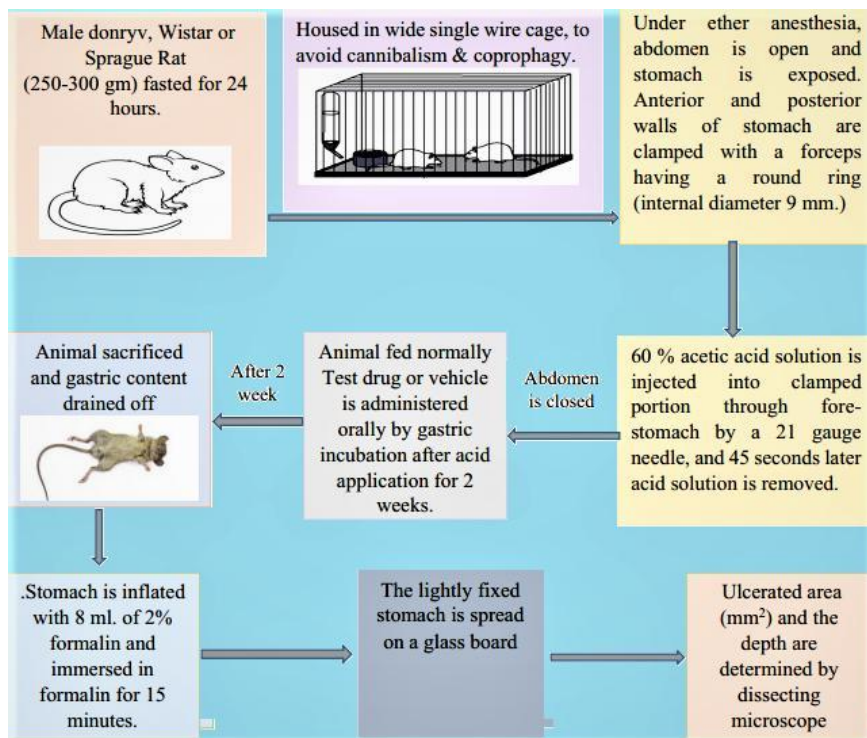 Male donryv, Wistar or
Sprague Rat
(250-300 gm) fasted for 24
hours.
Housed in wide single wire cage, to
avoid cannibalism & coprophagy.
Under ether anesthesia,
abdomen is open and
stomach is exposed.
Anterior and posterior
walls of stomach are
clamped with a forceps
having a round ring
(internal diameter 9 mm.)
60 % acetic acid solution is
injected into clamped
portion through fore-
stomach by a 21 gauge
needle, and 45 seconds later
acid solution is removed.
Abdomen
is closed
Animal fed normally
Test drug or vehicle
is administered
orally by gastric
incubation after acid
application for 2
weeks.
After 2
week
Animal sacrificed
and gastric content
drained off
.Stomach is inflated
with 8 ml. of 2%
formalin and
immersed in
formalin for 15
minutes.
The lightly fixed
stomach is spread
on a glass board
Ulcerated area
(mm²) and the
depth are
determined by
dissecting
microscope